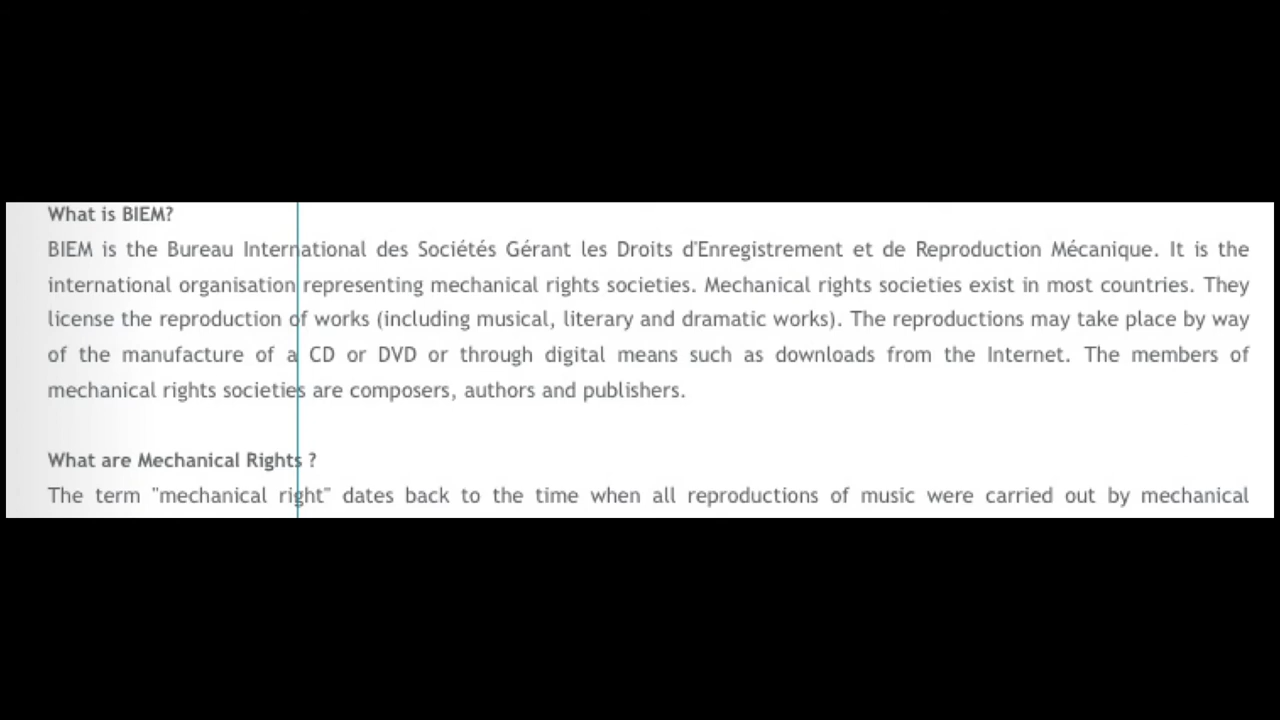 What is BIEM?
BIEM is the Bureau International des Sociétés Gérant les Droits d'Enregistrement et de Reproduction Mécanique. It is the
international organisation representing mechanical rights societies. Mechanical rights societies exist in most countries. They
license the reproduction of works (including musical, literary and dramatic works). The reproductions may take place by way
of the manufacture of a CD or DVD or through digital means such as downloads from the Internet. The members of
mechanical rights societies are composers, authors and publishers.
What are Mechanical Rights ?
The term "mechanical right" dates back to the time when all reproductions of music were carried out by mechanical